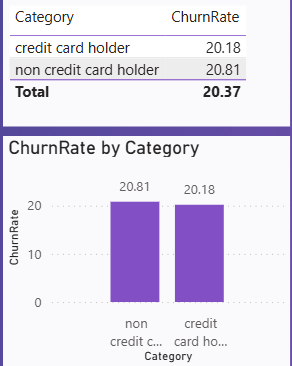 Category ChurnRate
credit card holder 20.18
non credit card holder 20.81
Total 20.37
ChurnRate by Category
20.81
20.18
20
10
0
ChurnRate
non
credit c...
credit
card ho...
Category